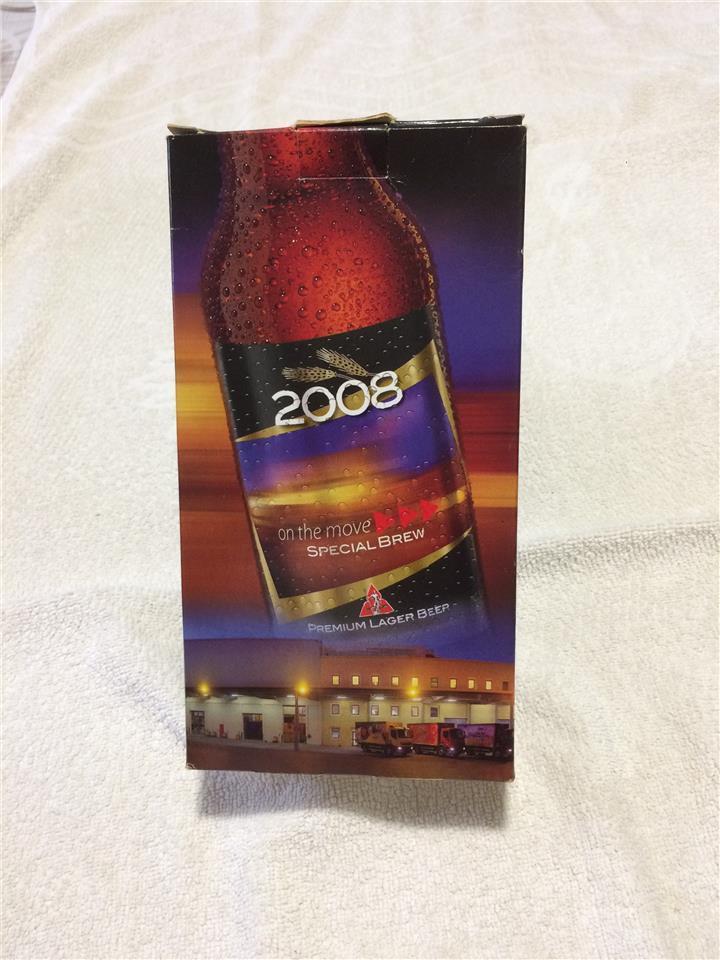 2008
on the move
SPECIAL BREW
PREMIUM LAGER BEER